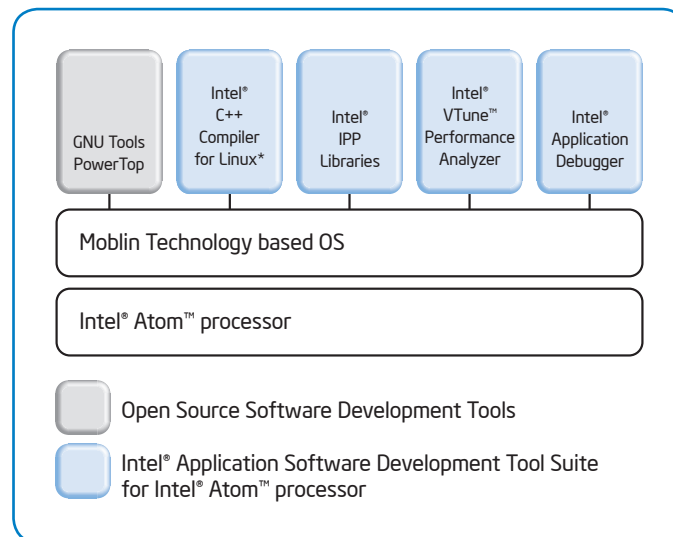 GNU Tools
PowerTop
Intel®
C++
Compiler
for Linux*
Intel®
IPP
Libraries
Intel®
VTune™
Performance
Analyzer
Intel®
Application
Debugger
Moblin Technology based OS
Intel® Atom™ processor
Open Source Software Development Tools
Intel® Application Software Development Tool Suite
for Intel® Atom™ processor